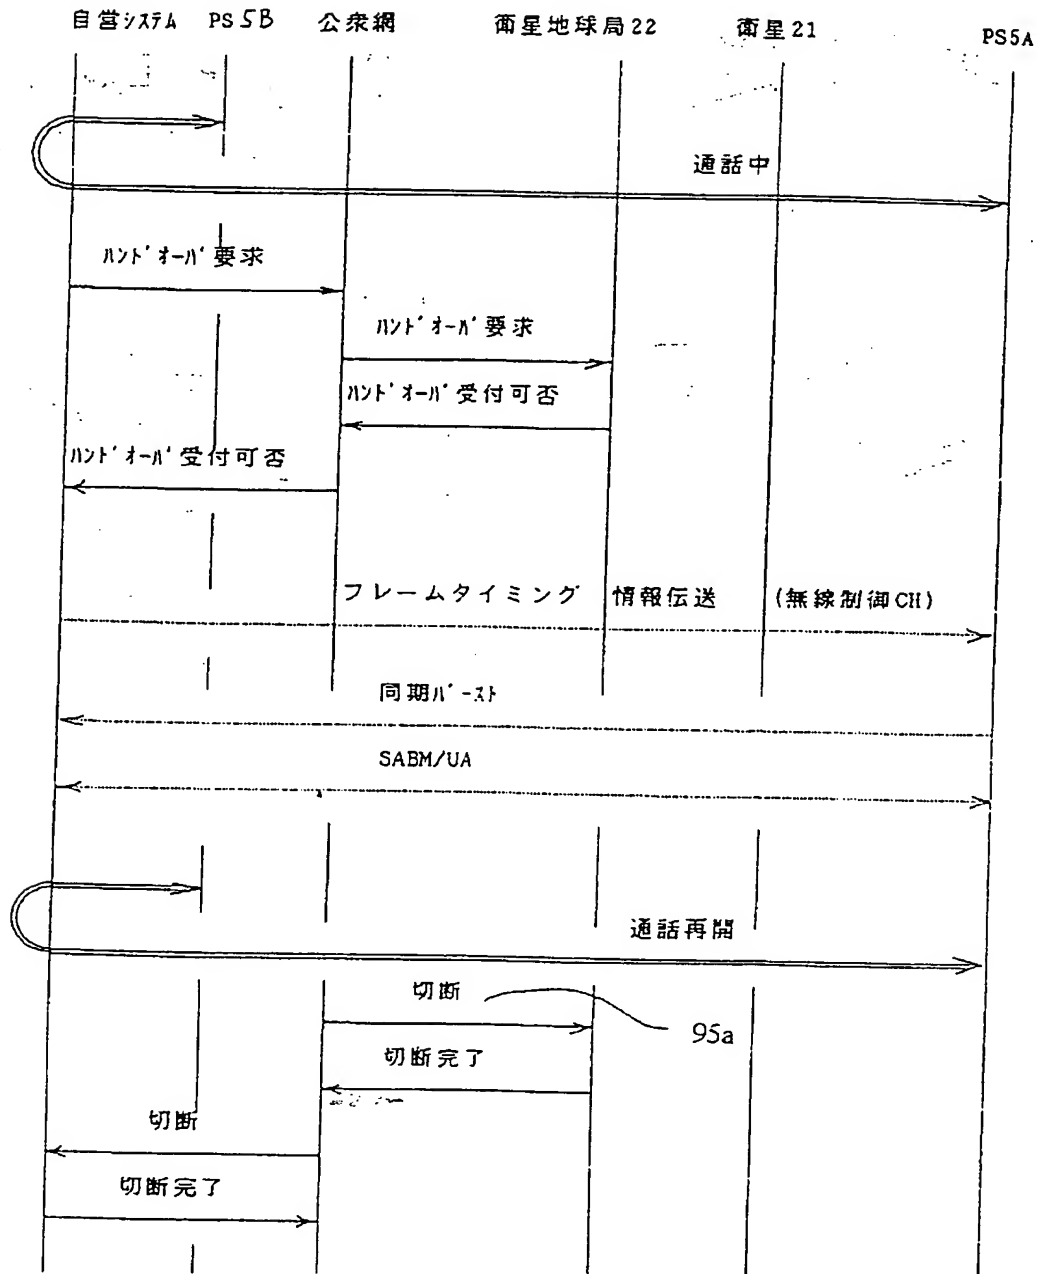 自営システム PS 5B 公衆網 衛星地球局22 衛星21 PS5A
通話中
ハンドオーバ要求
ハンドオーバ要求
ハンドオーバ受付可否
ハンドオーバ受付可否
フレームタイミング 情報伝送 (無線制御CH)
同期バースト
SABM/UA
通話再開
切断
95a
切断完了
切断
切断完了